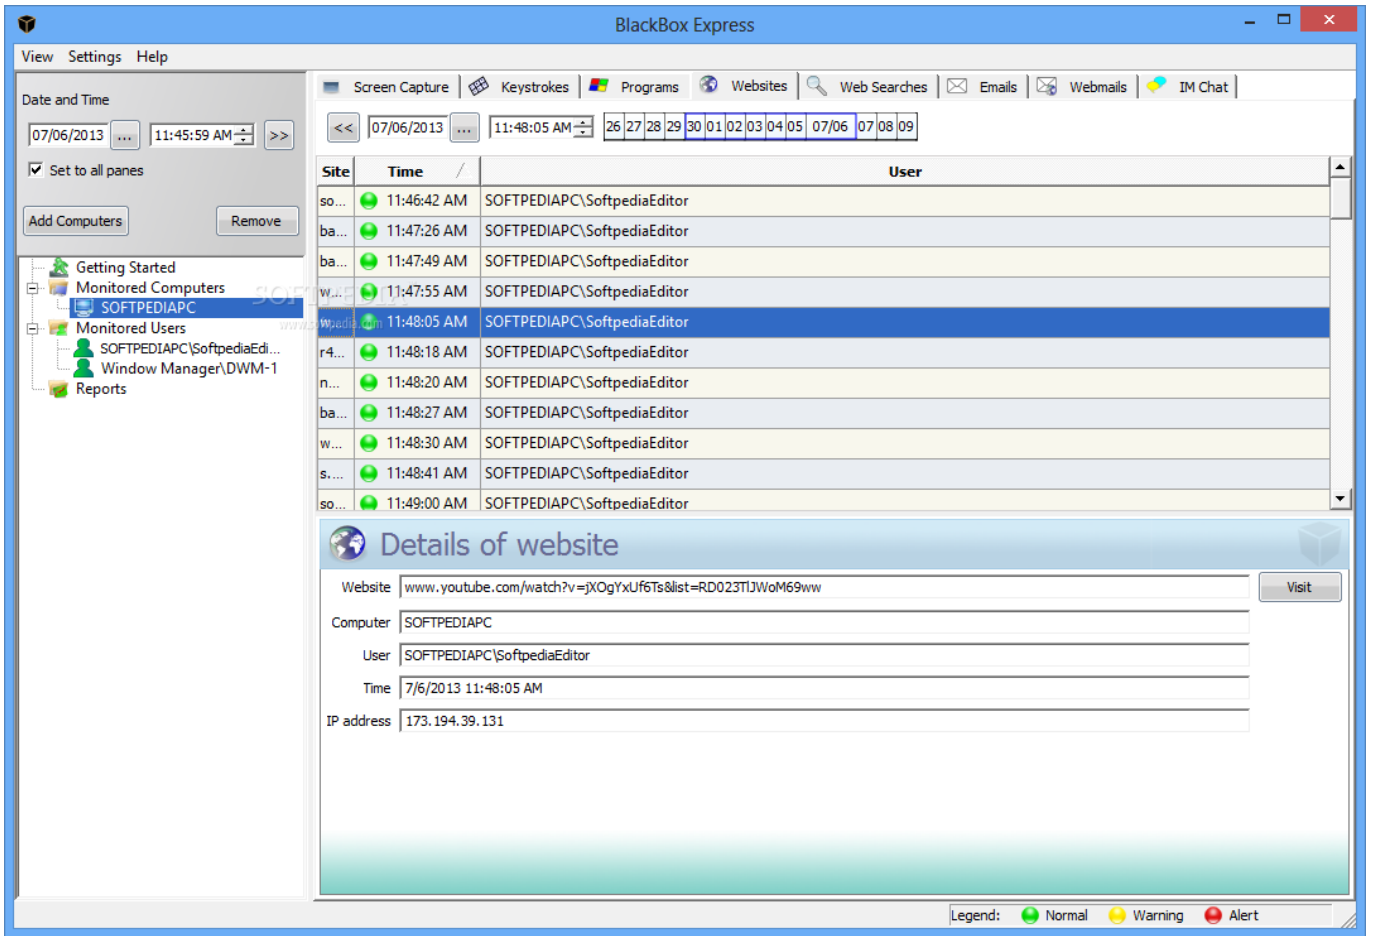 BlackBox Express
View Settings Help
Date and Time
07/06/2013 ... 11:45:59 AM >>
Set to all panes
Add Computers Remove
Getting Started
Monitored Computers
SOFTPEDIAPC
Monitored Users
SOFTPEDIAPC\SoftpediaEdi...
Window Manager\DWM-1
Reports
Screen Capture Keystrokes Programs Websites Web Searches Emails Webmails IM Chat
<< 07/06/2013 ... 11:48:05 AM 26 27 28 29 30 01 02 03 04 05 07/06 07 08 09
Site Time User
so... 11:46:42 AM SOFTPEDIAPC\SoftpediaEditor
ba... 11:47:26 AM SOFTPEDIAPC\SoftpediaEditor
ba... 11:47:49 AM SOFTPEDIAPC\SoftpediaEditor
w... 11:47:55 AM SOFTPEDIAPC\SoftpediaEditor
w... 11:48:05 AM SOFTPEDIAPC\SoftpediaEditor
r4... 11:48:18 AM SOFTPEDIAPC\SoftpediaEditor
n... 11:48:20 AM SOFTPEDIAPC\SoftpediaEditor
ba... 11:48:27 AM SOFTPEDIAPC\SoftpediaEditor
w... 11:48:30 AM SOFTPEDIAPC\SoftpediaEditor
s.... 11:48:41 AM SOFTPEDIAPC\SoftpediaEditor
so... 11:49:00 AM SOFTPEDIAPC\SoftpediaEditor
SOFTPEDIA
www.softpedia.com
Details of website
Website www.youtube.com/watch?v=jXOgYxUf6Ts&list=RD023TlJWoM69ww Visit
Computer SOFTPEDIAPC
User SOFTPEDIAPC\SoftpediaEditor
Time 7/6/2013 11:48:05 AM
IP address 173.194.39.131
Legend: Normal Warning Alert